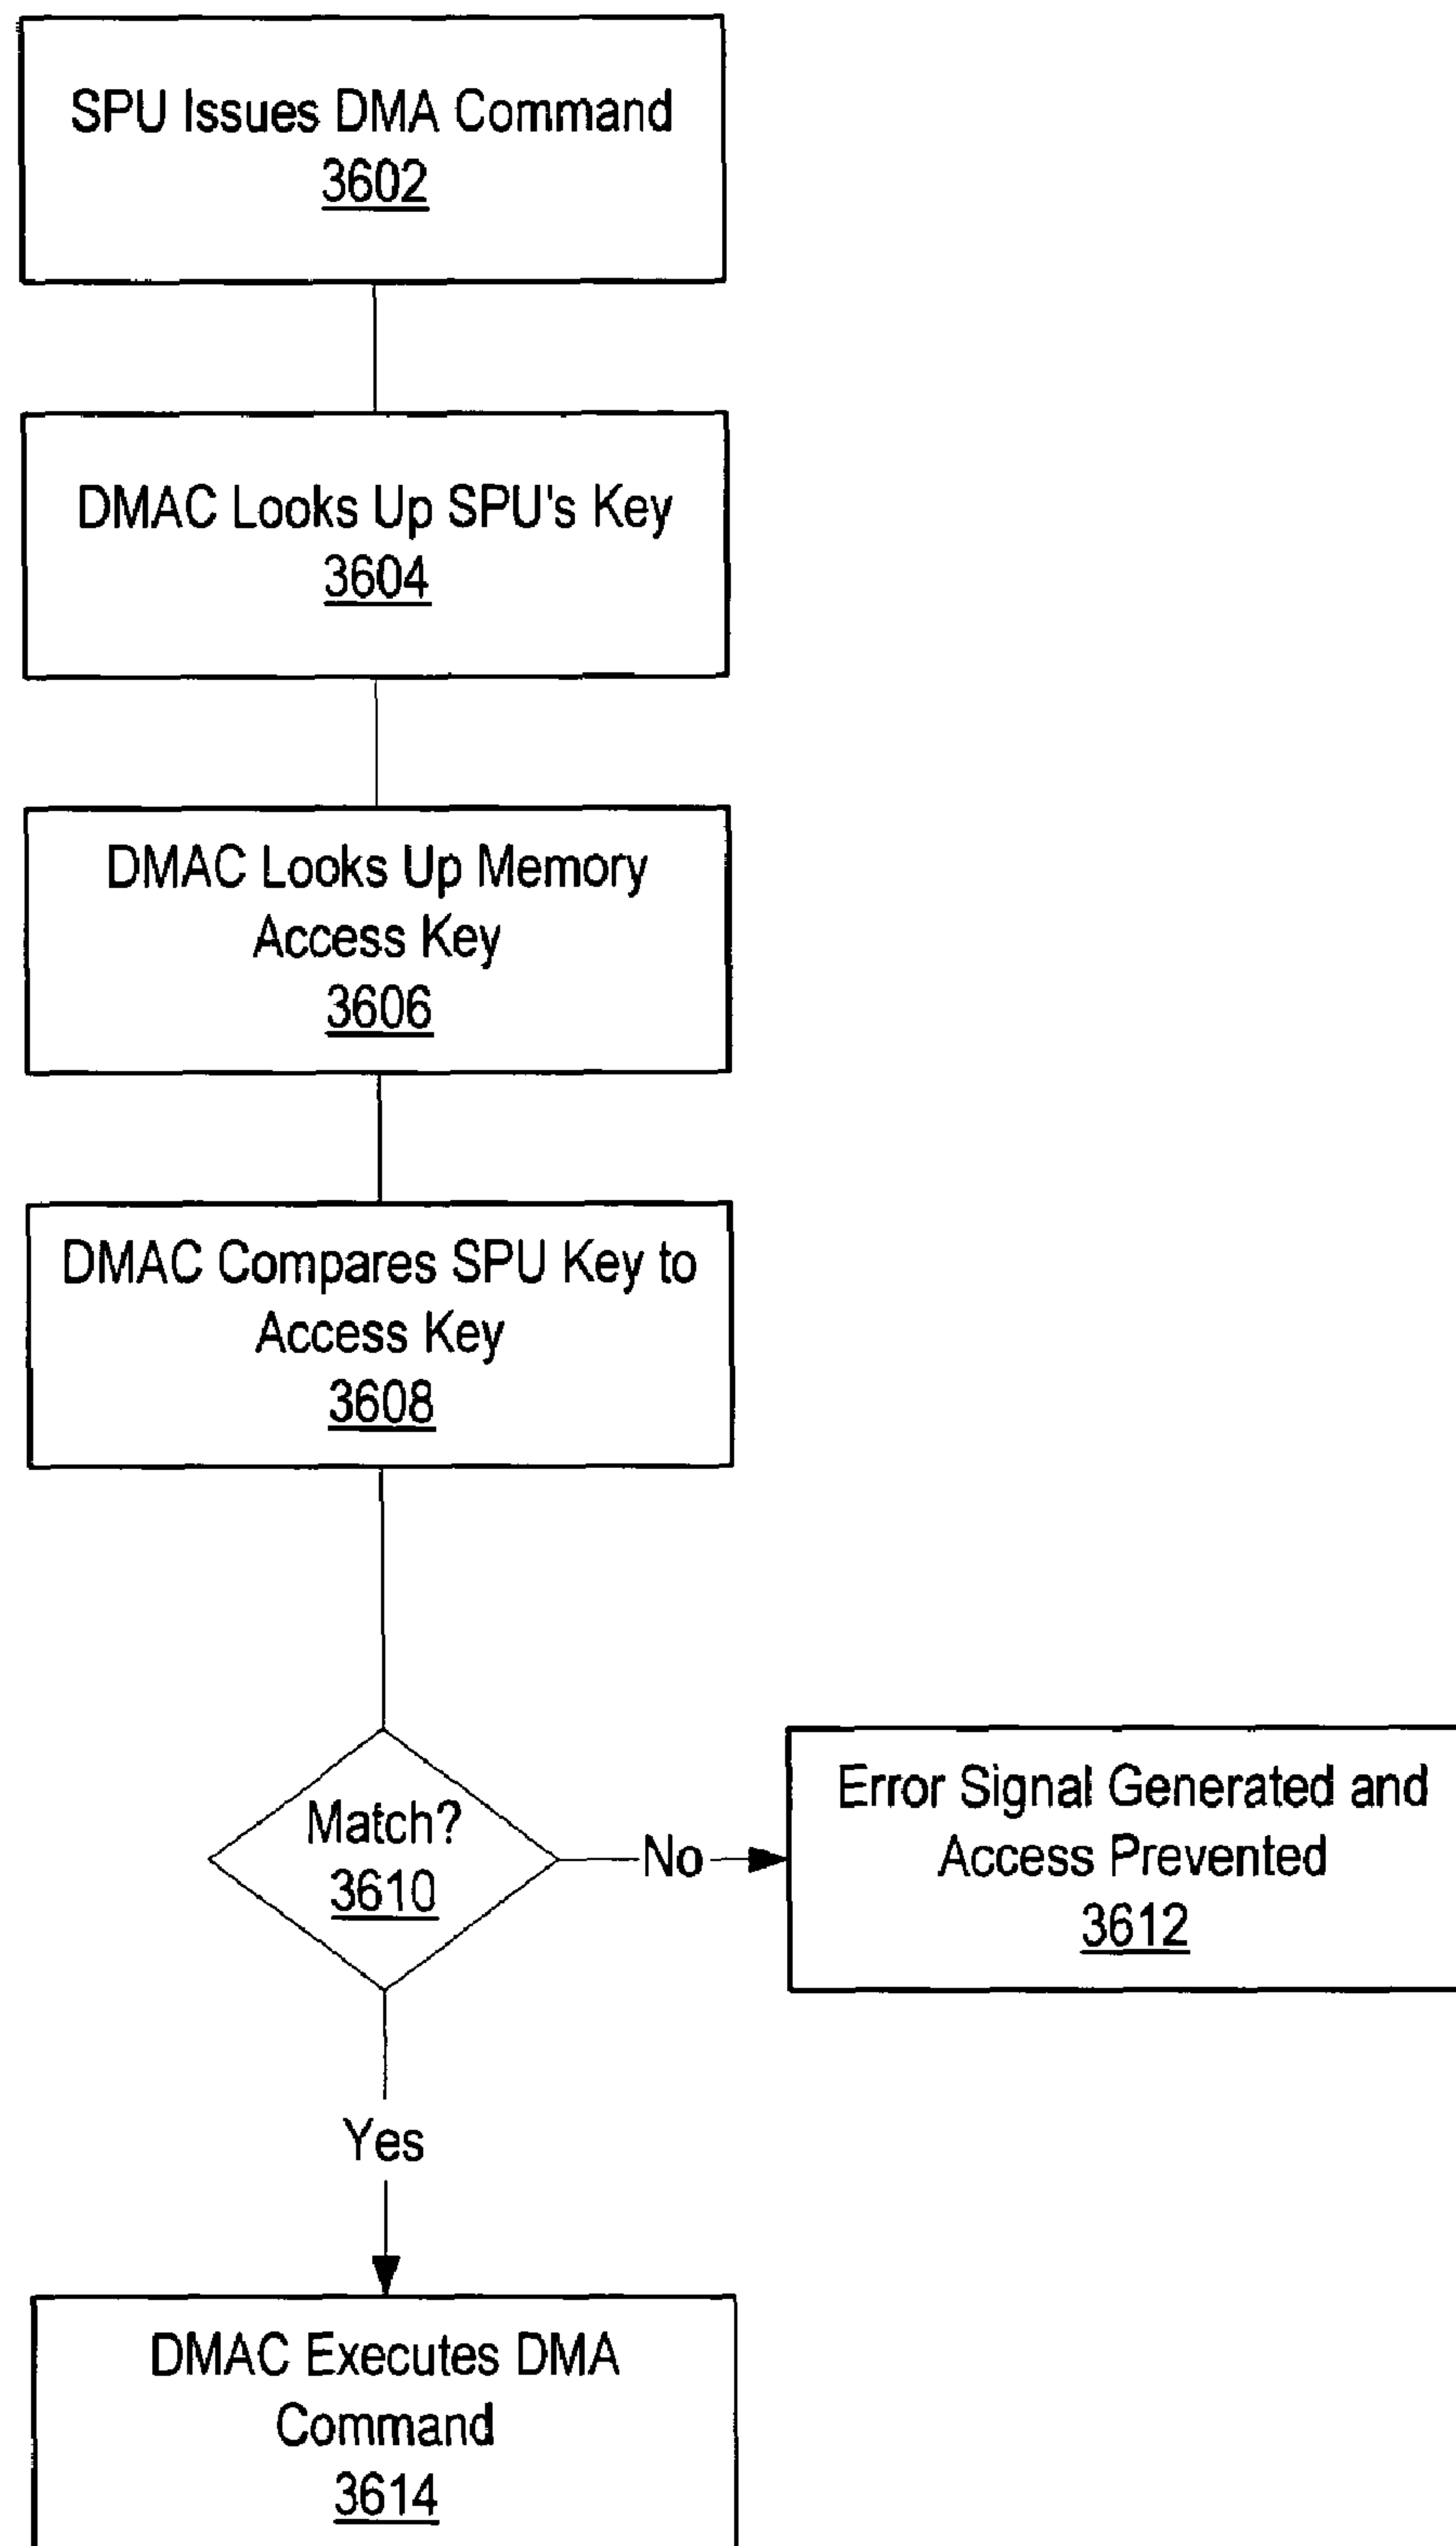 SPU Issues DMA Command
3602
DMAC Looks Up SPU's Key
3604
DMAC Looks Up Memory
Access Key
3606
DMAC Compares SPU Key to
Access Key
3608
Match?
3610
No
Error Signal Generated and
Access Prevented
3612
Yes
DMAC Executes DMA
Command
3614